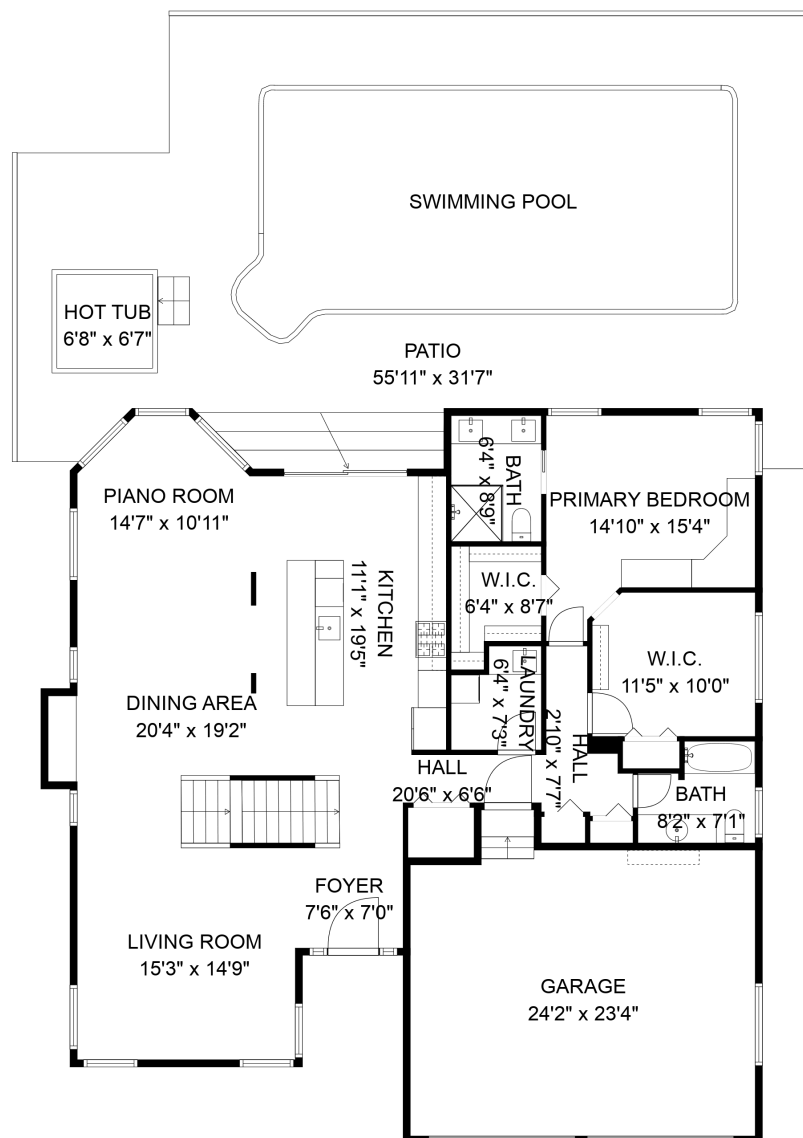 SWIMMING POOL
HOT TUB
6'8" x 6'7"
PATIO
55'11" x 31'7"
PIANO ROOM
14'7" x 10'11"
BATH
6'4" x 8'9"
PRIMARY BEDROOM
14'10" x 15'4"
KITCHEN
11'1" x 19'5"
W.I.C.
6'4" x 8'7"
W.I.C.
11'5" x 10'0"
LAUNDRY
6'4" x 7'3"
DINING AREA
20'4" x 19'2"
HALL
2'10" x 7'7"
HALL
20'6" x 6'6"
BATH
8'2" x 7'1"
FOYER
7'6" x 7'0"
LIVING ROOM
15'3" x 14'9"
GARAGE
24'2" x 23'4"